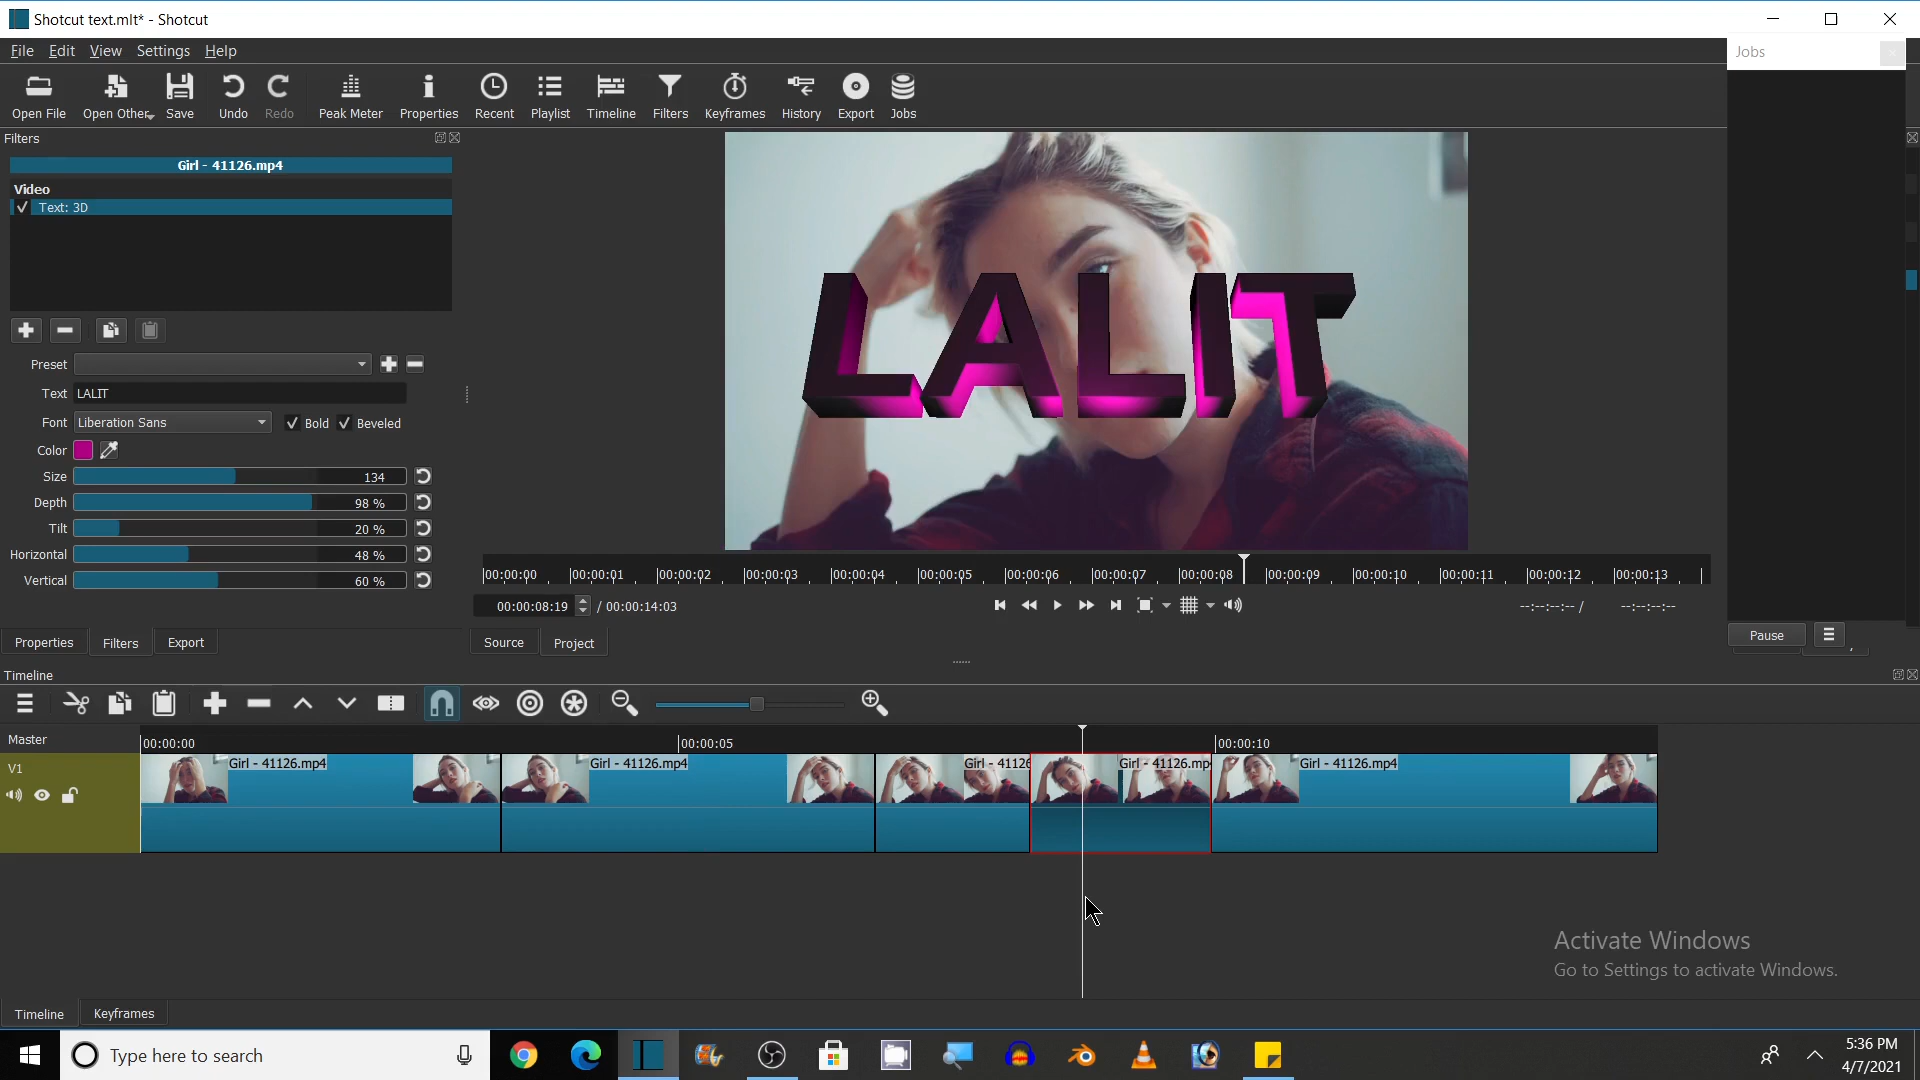 Shotcut text.mlt* - Shotcut
File Edit View Settings Help
Jobs
Open File Open Other Save Undo Redo Peak Meter Properties Recent Playlist Timeline Filters Keyframes History Export Jobs
Filters
Girl - 41126.mp4
Video
Text: 3D
Preset
Text LALIT
Font Liberation Sans Bold Beveled
Color
Size 134
Depth 98 %
Tilt 20 %
Horizontal 48 %
Vertical 60 %
LALIT
00:00:00 00:00:01 00:00:02 00:00:03 00:00:04 00:00:05 00:00:06 00:00:07 00:00:08 00:00:09 00:00:10 00:00:11 00:00:12 00:00:13
00:00:08:19 / 00:00:14:03 --:--:--:-- / --:--:--:--
Properties Filters Export Source Project Pause
Timeline
Master 00:00:00 00:00:05 00:00:10
V1 Girl - 41126.mp4 Girl - 41126.mp4 Girl - 4112 Girl - 41126.mp Girl - 41126.mp4
Activate Windows
Go to Settings to activate Windows.
Timeline Keyframes
Type here to search
5:36 PM
4/7/2021